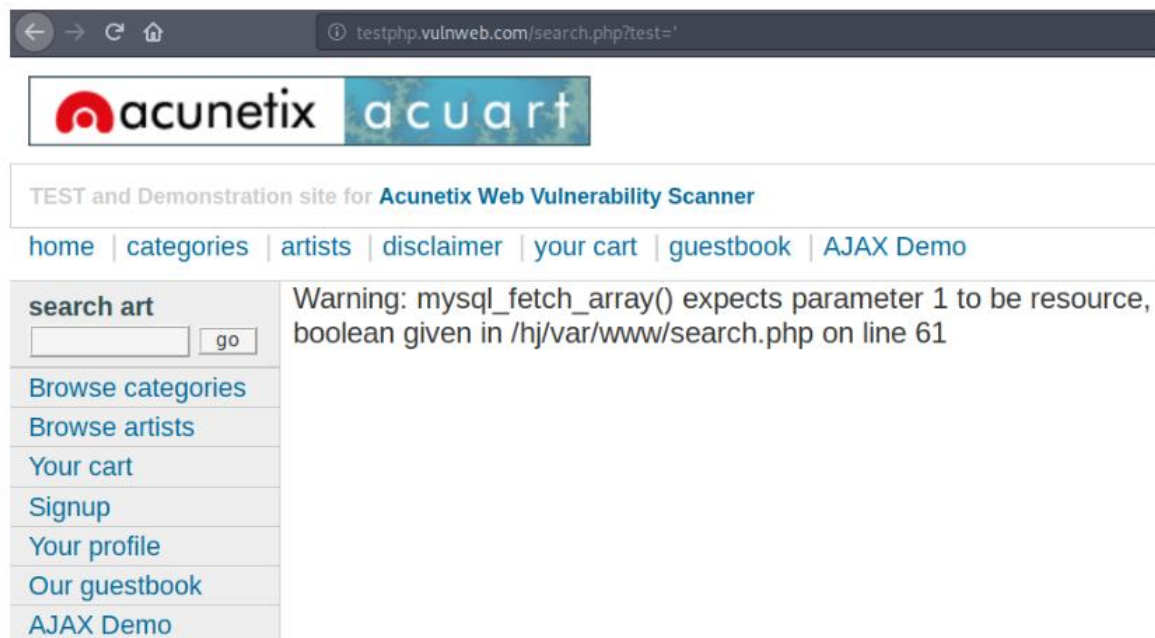 testphp.vulnweb.com/search.php?test='
acunetix acuart
TEST and Demonstration site for Acunetix Web Vulnerability Scanner
home | categories | artists | disclaimer | your cart | guestbook | AJAX Demo
search art
go
Browse categories
Browse artists
Your cart
Signup
Your profile
Our guestbook
AJAX Demo
Warning: mysql_fetch_array() expects parameter 1 to be resource,
boolean given in /hj/var/www/search.php on line 61